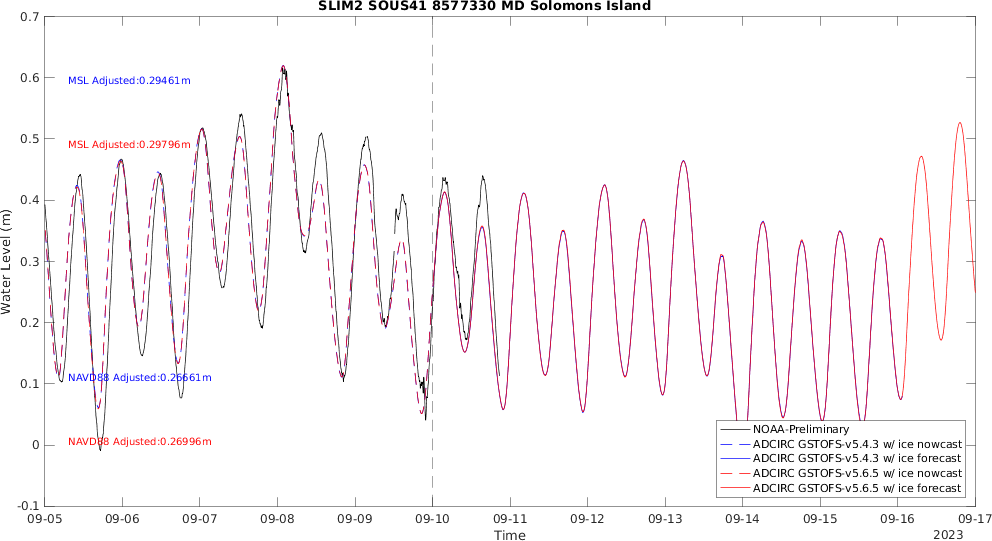 SLIM2 SOUS41 8577330 MD Solomons Island
0.7
0.6
0.5
0.4
0.3
0.2
0.1
0
-0.1
Water Level (m)
MSL Adjusted:0.29461m
MSL Adjusted:0.29796m
NAVD88 Adjusted:0.26661m
NAVD88 Adjusted:0.26996m
NOAA-Preliminary
ADCIRC GSTOFS-v5.4.3 w/ ice nowcast
ADCIRC GSTOFS-v5.4.3 w/ ice forecast
ADCIRC GSTOFS-v5.6.5 w/ ice nowcast
ADCIRC GSTOFS-v5.6.5 w/ ice forecast
09-05 09-06 09-07 09-08 09-09 09-10 09-11 09-12 09-13 09-14 09-15 09-16 09-17
Time
2023